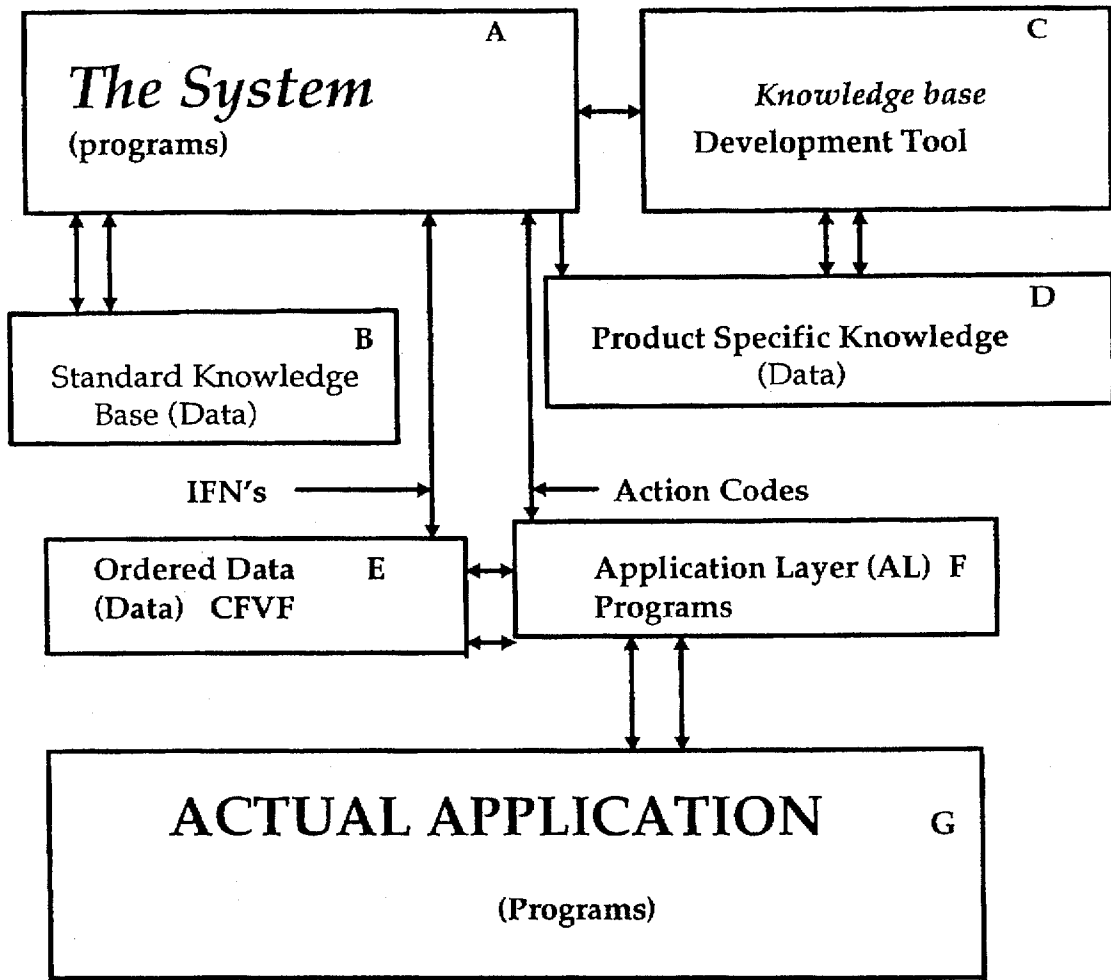 A
The System
(programs)
C
Knowledge base
Development Tool
B
Standard Knowledge
Base (Data)
D
Product Specific Knowledge
(Data)
IFN's
Action Codes
Ordered Data E
(Data) CFVF
Application Layer (AL) F
Programs
ACTUAL APPLICATION
G
(Programs)